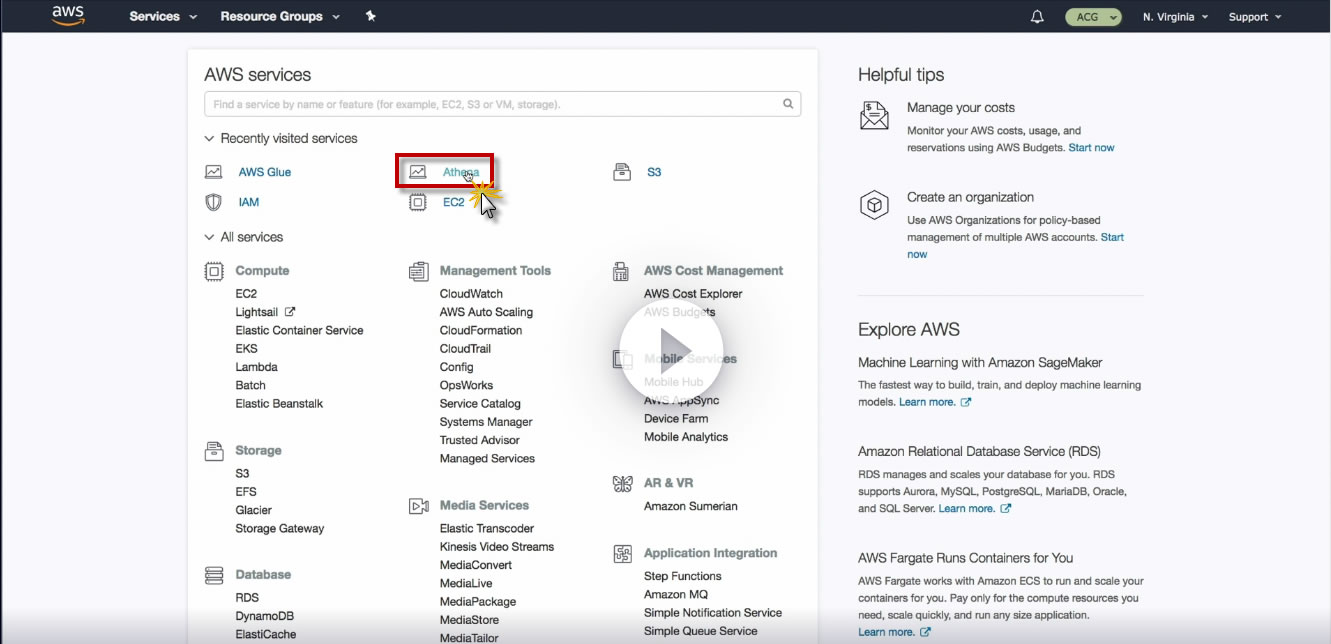 aws
Services
Resource Groups
ACG
N. Virginia
Support
AWS services
Find a service by name or feature (for example, EC2, S3 or VM, storage).
Recently visited services
AWS Glue
Athena
S3
IAM
EC2
All services
Compute
EC2
Lightsail
Elastic Container Service
EKS
Lambda
Batch
Elastic Beanstalk
Storage
S3
EFS
Glacier
Storage Gateway
Database
RDS
DynamoDB
ElastiCache
Management Tools
CloudWatch
AWS Auto Scaling
CloudFormation
CloudTrail
Config
OpsWorks
Service Catalog
Systems Manager
Trusted Advisor
Managed Services
Media Services
Elastic Transcoder
Kinesis Video Streams
MediaConvert
MediaLive
MediaPackage
MediaStore
MediaTailor
AWS Cost Management
AWS Cost Explorer
AWS Budgets
Mobile Services
Mobile Hub
AWS AppSync
Device Farm
Mobile Analytics
AR & VR
Amazon Sumerian
Application Integration
Step Functions
Amazon MQ
Simple Notification Service
Simple Queue Service
Helpful tips
Manage your costs
Monitor your AWS costs, usage, and
reservations using AWS Budgets. Start now
Create an organization
Use AWS Organizations for policy-based
management of multiple AWS accounts. Start
now
Explore AWS
Machine Learning with Amazon SageMaker
The fastest way to build, train, and deploy machine learning
models. Learn more.
Amazon Relational Database Service (RDS)
RDS manages and scales your database for you. RDS
supports Aurora, MySQL, PostgreSQL, MariaDB, Oracle,
and SQL Server. Learn more.
AWS Fargate Runs Containers for You
AWS Fargate works with Amazon ECS to run and scale your
containers for you. Pay only for the compute resources you
need, scale quickly, and run any size application.
Learn more.